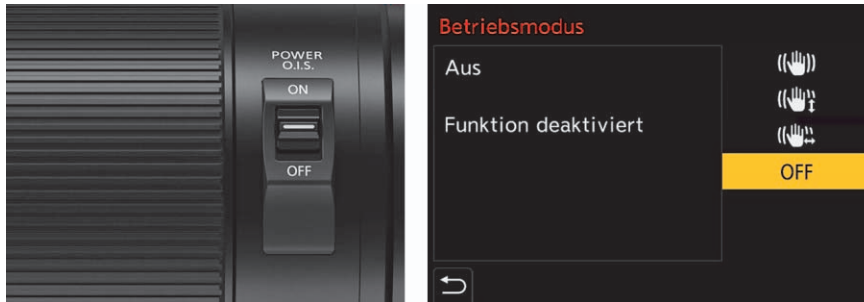 POWER
O.I.S.
ON
OFF
Betriebsmodus
Aus
Funktion deaktiviert
OFF